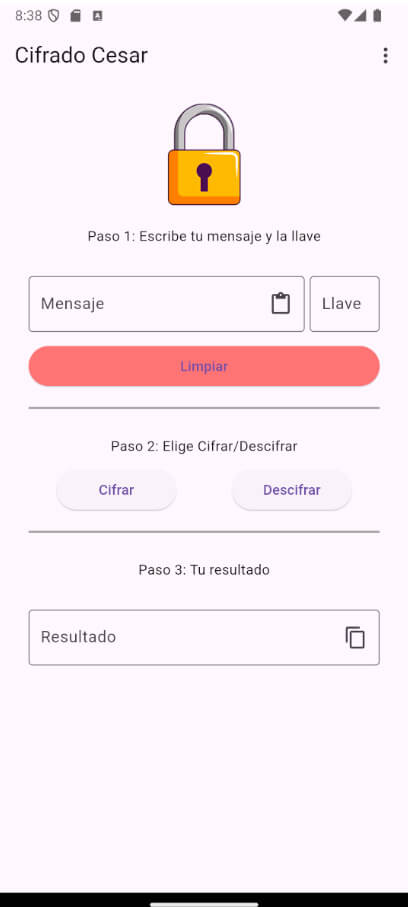 8:38
Cifrado Cesar
Paso 1: Escribe tu mensaje y la llave
Mensaje
Llave
Limpiar
Paso 2: Elige Cifrar/Descifrar
Cifrar
Descifrar
Paso 3: Tu resultado
Resultado